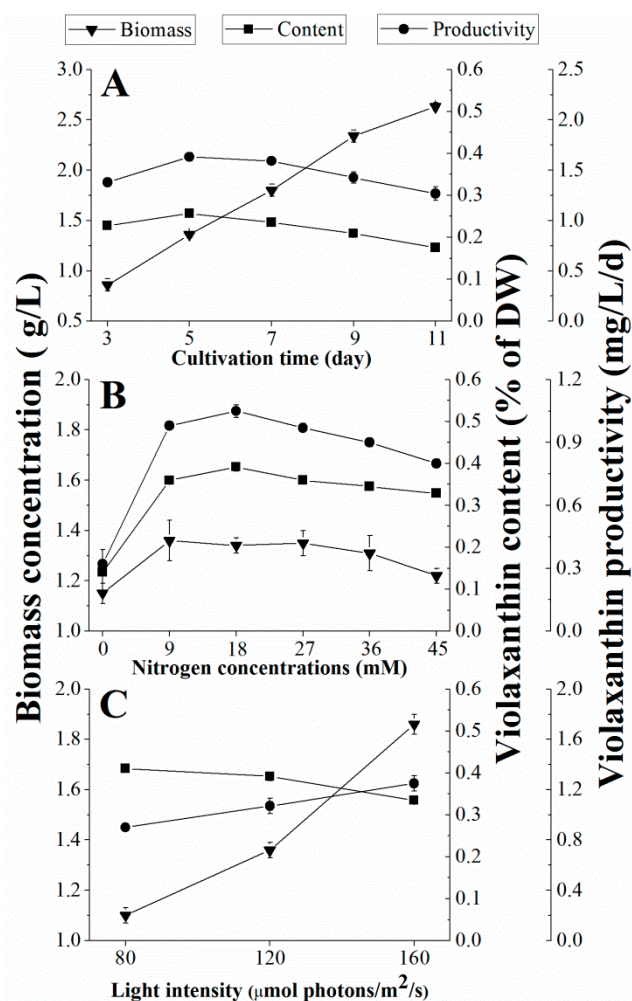 Biomass Content Productivity
A
3.0 2.5 2.0 1.5 1.0 0.5
0.6 0.5 0.4 0.3 0.2 0.1 0.0
2.5 2.0 1.5 1.0 0.5 0.0
3 5 7 9 11
Cultivation time (day)
B
2.0 1.8 1.6 1.4 1.2 1.0
0.6 0.5 0.4 0.3 0.2 0.1 0.0
1.2 0.9 0.6 0.3 0.0
0 9 18 27 36 45
Nitrogen concentrations (mM)
C
2.0 1.8 1.6 1.4 1.2 1.0
0.6 0.5 0.4 0.3 0.2 0.1 0.0
2.0 1.6 1.2 0.8 0.4 0.0
80 120 160
Light intensity (μmol photons/m²/s)
Biomass concentration ( g/L)
Violaxanthin content (% of DW)
Violaxanthin productivity (mg/L/d)